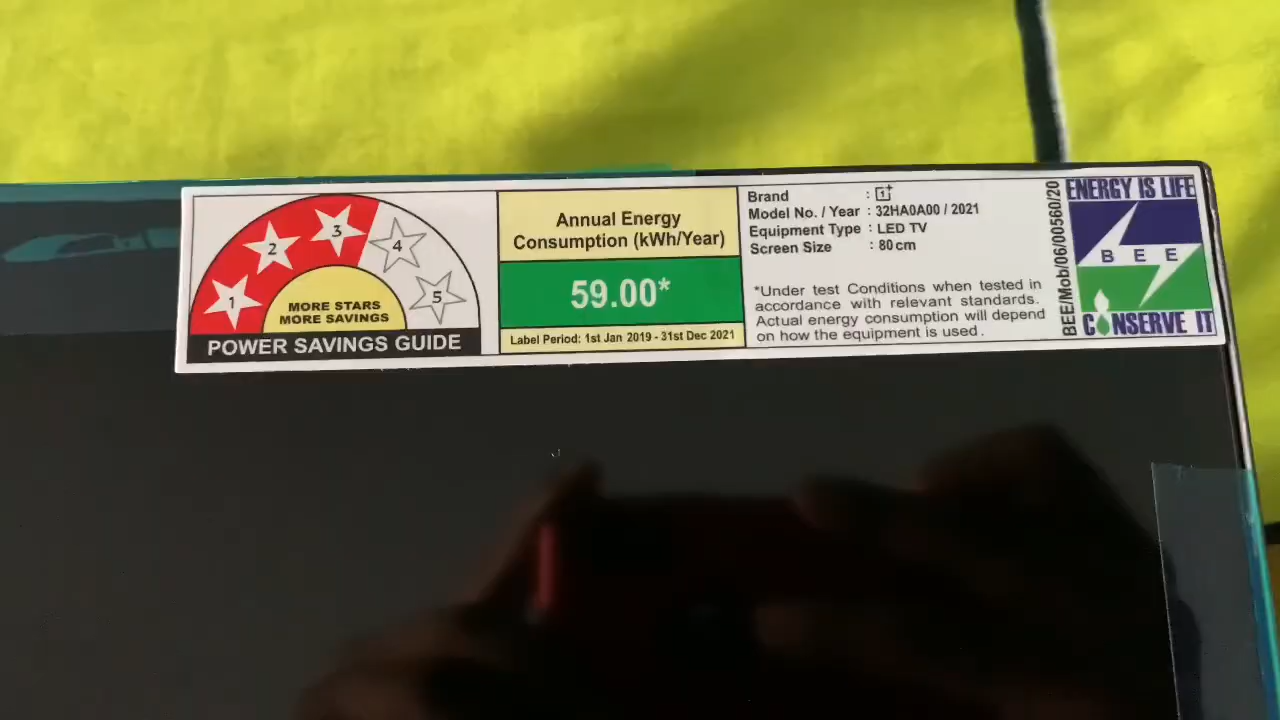 1
2
3
4
5
MORE STARS
MORE SAVINGS
POWER SAVINGS GUIDE
Annual Energy
Consumption (kWh/Year)
59.00*
Label Period: 1st Jan 2019 - 31st Dec 2021
Brand : 1+
Model No. / Year : 32HA0A00 / 2021
Equipment Type : LED TV
Screen Size : 80 cm
*Under test Conditions when tested in
accordance with relevant standards.
Actual energy consumption will depend
on how the equipment is used.
BEE/Mob/06/00560/20
ENERGY IS LIFE
BEE
CONSERVE IT